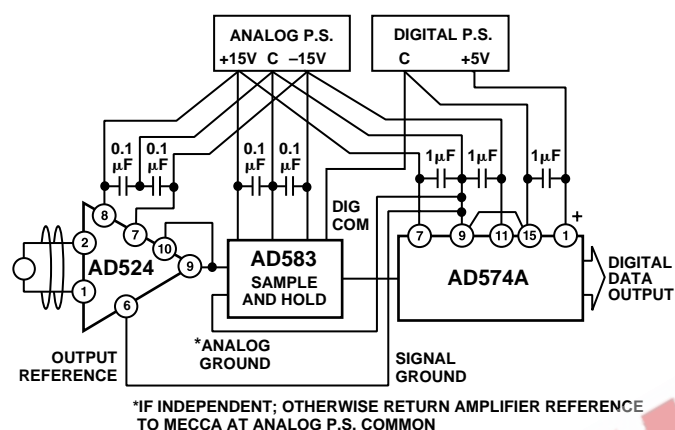 ANALOG P.S.
+15V C –15V
DIGITAL P.S.
C +5V
0.1 µF
0.1 µF
0.1 µF
0.1 µF
1µF
1µF
1µF
DIG COM
8
7
10
2
AD524
9
1
6
AD583
SAMPLE
AND HOLD
7
9
11
15
1
+
AD574A
DIGITAL
DATA
OUTPUT
*ANALOG
GROUND
OUTPUT
REFERENCE
SIGNAL
GROUND
*IF INDEPENDENT; OTHERWISE RETURN AMPLIFIER REFERENCE
TO MECCA AT ANALOG P.S. COMMON